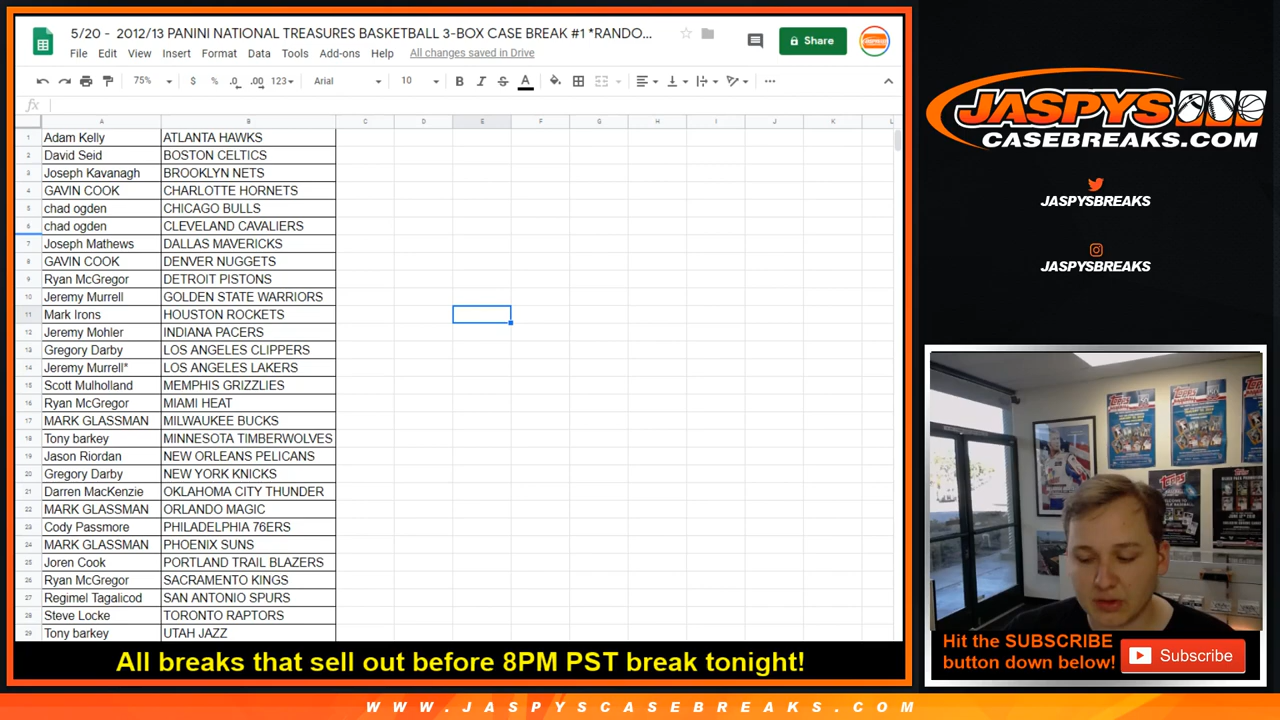 5/20 - 2012/13 PANINI NATIONAL TREASURES BASKETBALL 3-BOX CASE BREAK #1 *RANDO...
File Edit View Insert Format Data Tools Add-ons Help All changes saved in Drive
Share
75% $ % .0 .00 123 Arial 10
fx
A B C D E F G H I J K L
1 Adam Kelly ATLANTA HAWKS
2 David Seid BOSTON CELTICS
3 Joseph Kavanagh BROOKLYN NETS
4 GAVIN COOK CHARLOTTE HORNETS
5 chad ogden CHICAGO BULLS
6 chad ogden CLEVELAND CAVALIERS
7 Joseph Mathews DALLAS MAVERICKS
8 GAVIN COOK DENVER NUGGETS
9 Ryan McGregor DETROIT PISTONS
10 Jeremy Murrell GOLDEN STATE WARRIORS
11 Mark Irons HOUSTON ROCKETS
12 Jeremy Mohler INDIANA PACERS
13 Gregory Darby LOS ANGELES CLIPPERS
14 Jeremy Murrell* LOS ANGELES LAKERS
15 Scott Mulholland MEMPHIS GRIZZLIES
16 Ryan McGregor MIAMI HEAT
17 MARK GLASSMAN MILWAUKEE BUCKS
18 Tony barkey MINNESOTA TIMBERWOLVES
19 Jason Riordan NEW ORLEANS PELICANS
20 Gregory Darby NEW YORK KNICKS
21 Darren MacKenzie OKLAHOMA CITY THUNDER
22 MARK GLASSMAN ORLANDO MAGIC
23 Cody Passmore PHILADELPHIA 76ERS
24 MARK GLASSMAN PHOENIX SUNS
25 Joren Cook PORTLAND TRAIL BLAZERS
26 Ryan McGregor SACRAMENTO KINGS
27 Regimel Tagalicod SAN ANTONIO SPURS
28 Steve Locke TORONTO RAPTORS
29 Tony barkey UTAH JAZZ
All breaks that sell out before 8PM PST break tonight!
JASPYS
CASEBREAKS.COM
JASPYSBREAKS
JASPYSBREAKS
Topps
Topps
Topps
Hit the SUBSCRIBE
button down below!
Subscribe
WWW.JASPYSCASEBREAKS.COM